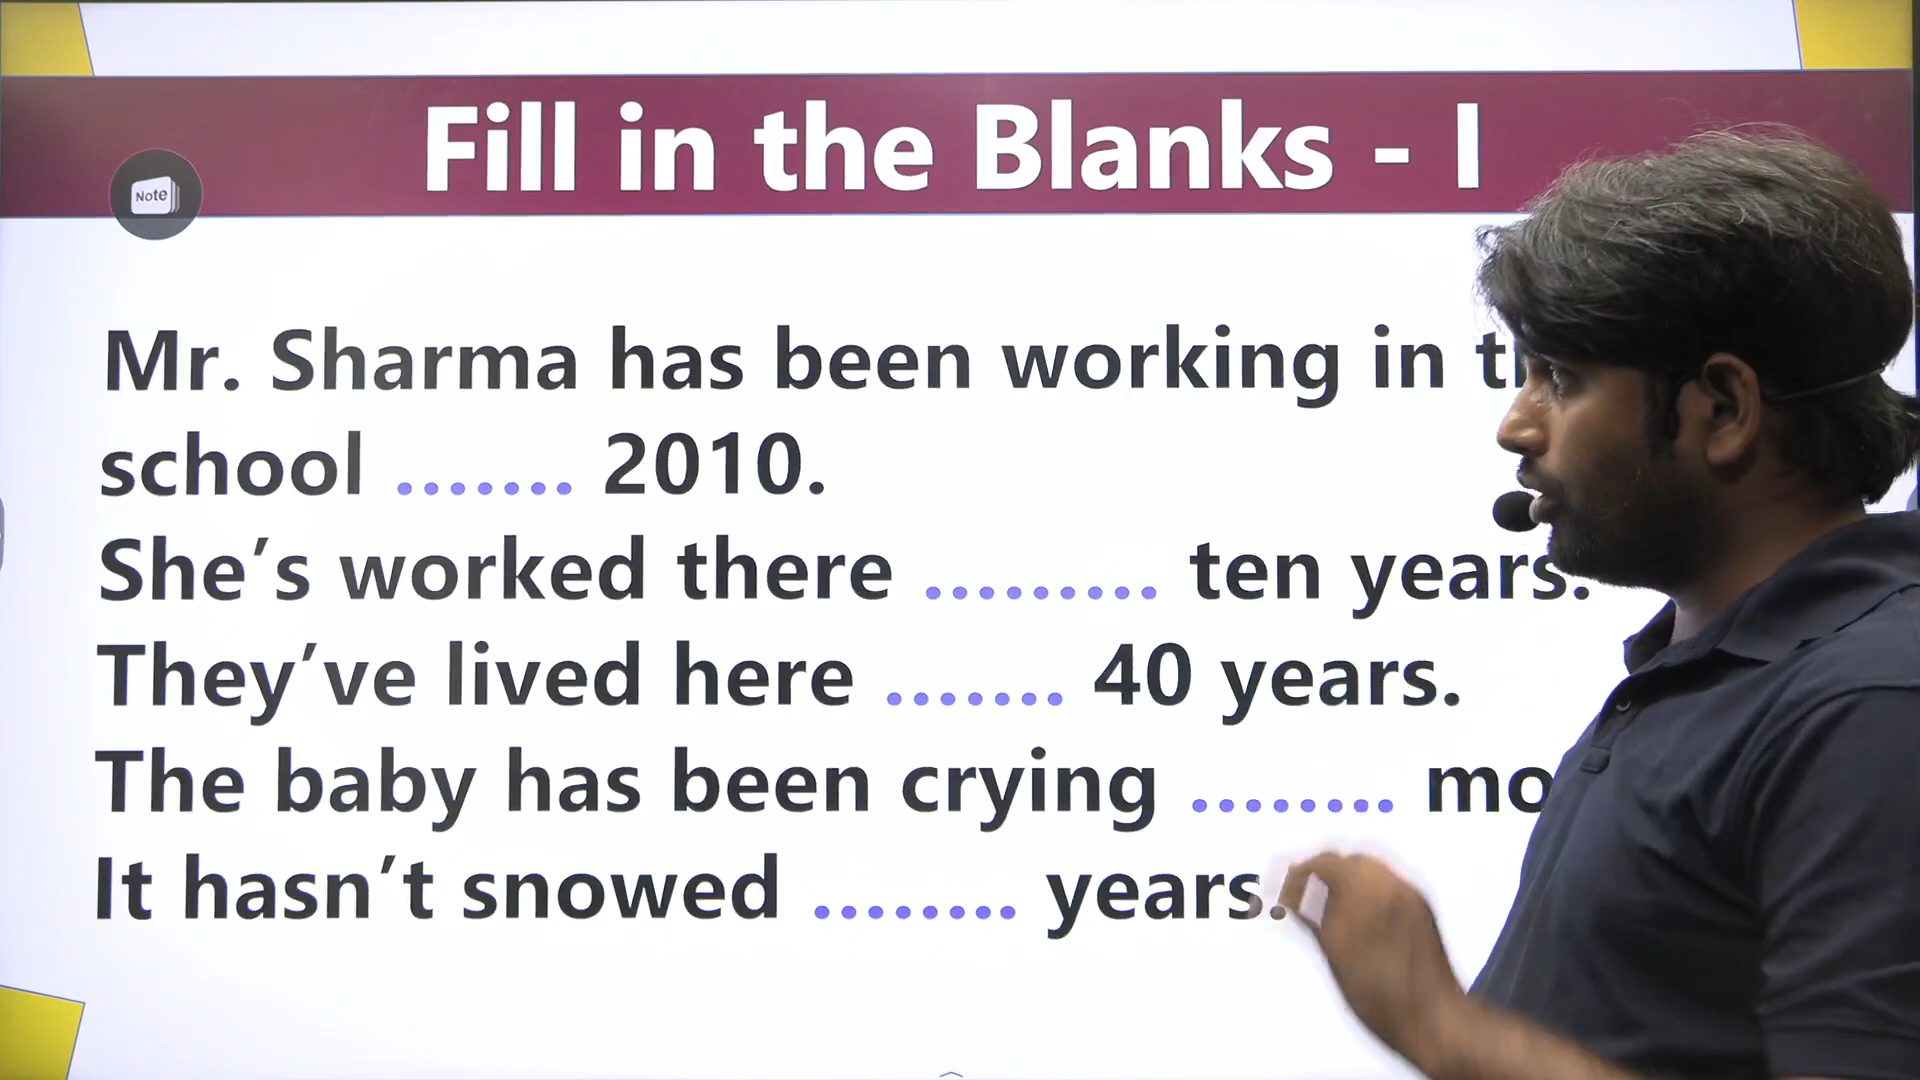 Fill in the Blanks - I
Note
Mr. Sharma has been working in
school ....... 2010.
She’s worked there ......... ten years.
They’ve lived here ....... 40 years.
The baby has been crying ........
It hasn’t snowed ........ years.